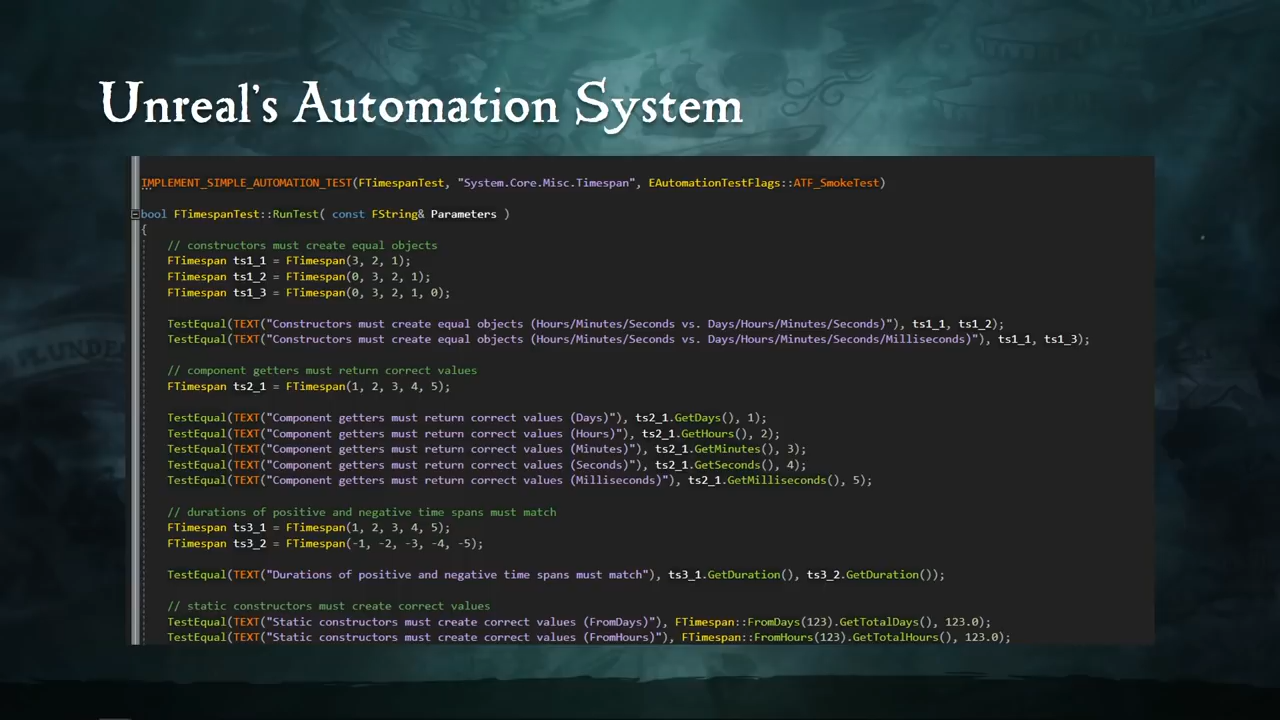 Unreal's Automation System
IMPLEMENT_SIMPLE_AUTOMATION_TEST(FTimespanTest, "System.Core.Misc.Timespan", EAutomationTestFlags::ATF_SmokeTest)
bool FTimespanTest::RunTest( const FString& Parameters )
{
// constructors must create equal objects
FTimespan ts1_1 = FTimespan(3, 2, 1);
FTimespan ts1_2 = FTimespan(0, 3, 2, 1);
FTimespan ts1_3 = FTimespan(0, 3, 2, 1, 0);
TestEqual(TEXT("Constructors must create equal objects (Hours/Minutes/Seconds vs. Days/Hours/Minutes/Seconds)"), ts1_1, ts1_2);
TestEqual(TEXT("Constructors must create equal objects (Hours/Minutes/Seconds vs. Days/Hours/Minutes/Seconds/Milliseconds)"), ts1_1, ts1_3);
// component getters must return correct values
FTimespan ts2_1 = FTimespan(1, 2, 3, 4, 5);
TestEqual(TEXT("Component getters must return correct values (Days)"), ts2_1.GetDays(), 1);
TestEqual(TEXT("Component getters must return correct values (Hours)"), ts2_1.GetHours(), 2);
TestEqual(TEXT("Component getters must return correct values (Minutes)"), ts2_1.GetMinutes(), 3);
TestEqual(TEXT("Component getters must return correct values (Seconds)"), ts2_1.GetSeconds(), 4);
TestEqual(TEXT("Component getters must return correct values (Milliseconds)"), ts2_1.GetMilliseconds(), 5);
// durations of positive and negative time spans must match
FTimespan ts3_1 = FTimespan(1, 2, 3, 4, 5);
FTimespan ts3_2 = FTimespan(-1, -2, -3, -4, -5);
TestEqual(TEXT("Durations of positive and negative time spans must match"), ts3_1.GetDuration(), ts3_2.GetDuration());
// static constructors must create correct values
TestEqual(TEXT("Static constructors must create correct values (FromDays)"), FTimespan::FromDays(123).GetTotalDays(), 123.0);
TestEqual(TEXT("Static constructors must create correct values (FromHours)"), FTimespan::FromHours(123).GetTotalHours(), 123.0);
PLUNDER